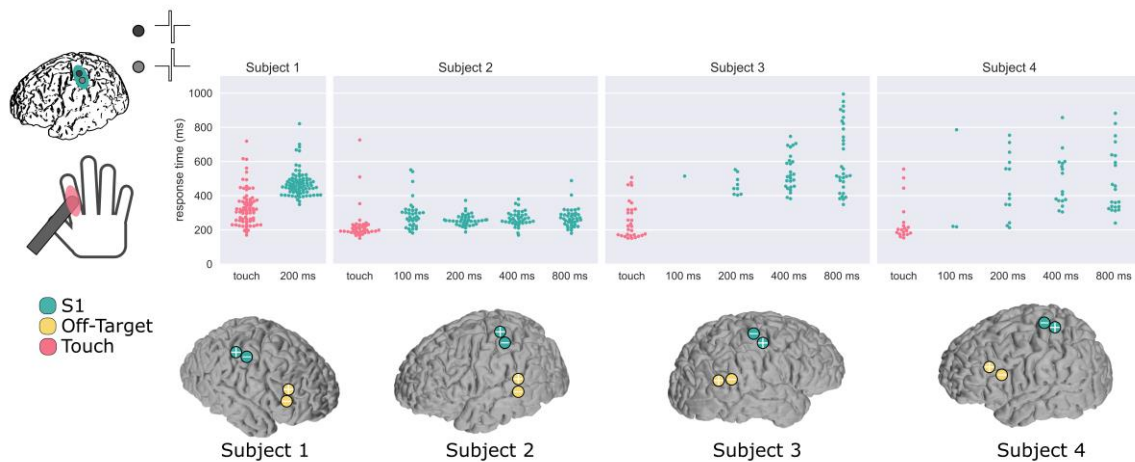 Subject 1 Subject 2 Subject 3 Subject 4
1000
800
600
400
200
0
response time (ms)
touch 200 ms touch 100 ms 200 ms 400 ms 800 ms touch 100 ms 200 ms 400 ms 800 ms touch 100 ms 200 ms 400 ms 800 ms
S1
Off-Target
Touch
+ − + −
+ − + −
− + + −
− + + −
Subject 1 Subject 2 Subject 3 Subject 4